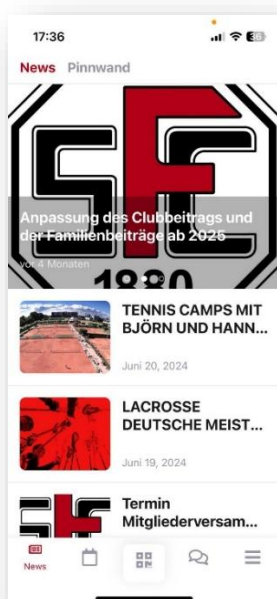 17:36
News Pinnwand
SFC
Anpassung des Clubbeitrags und
der Familienbeiträge ab 2025
vor 4 Monaten
1880
TENNIS CAMPS MIT
BJÖRN UND HANN...
Juni 20, 2024
LACROSSE
DEUTSCHE MEIST...
Juni 19, 2024
Termin
Mitgliederversam...
News